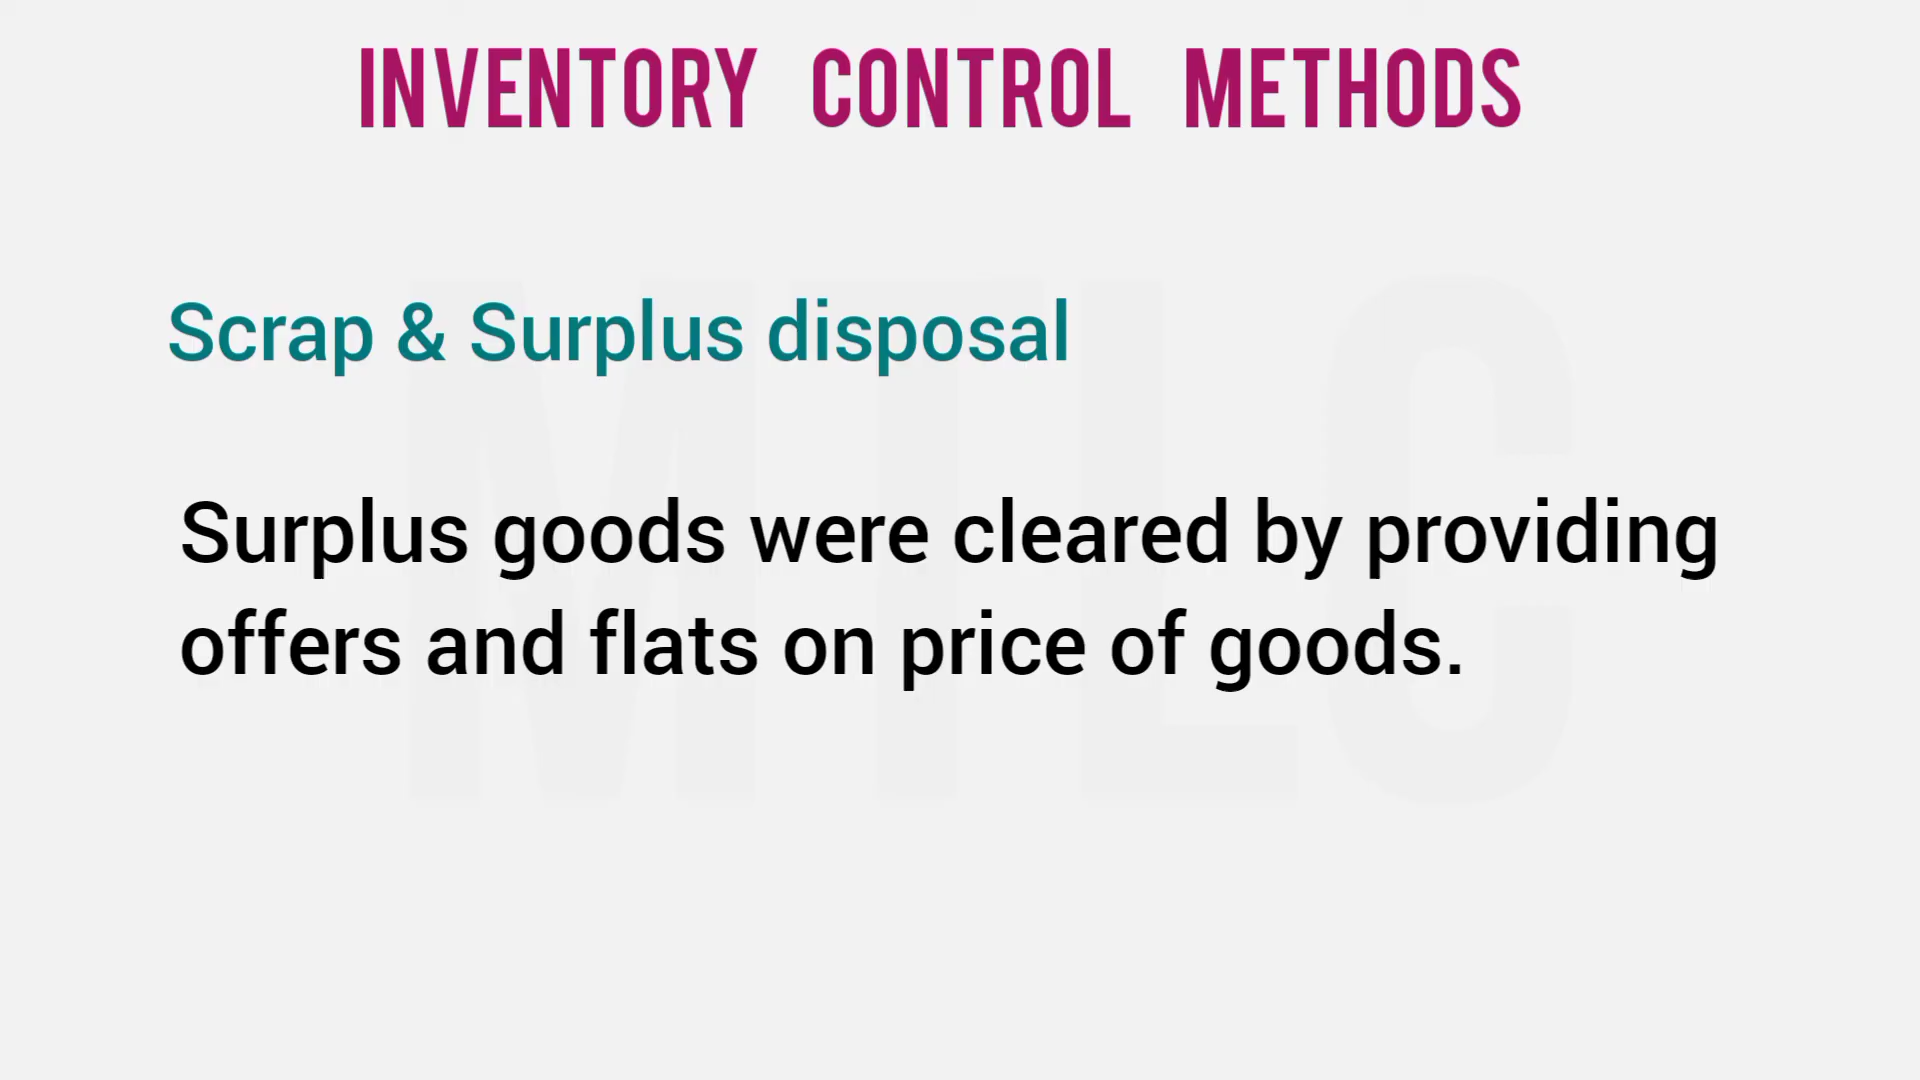 INVENTORY CONTROL METHODS
Scrap & Surplus disposal
Surplus goods were cleared by providing
offers and flats on price of goods.
MTLC